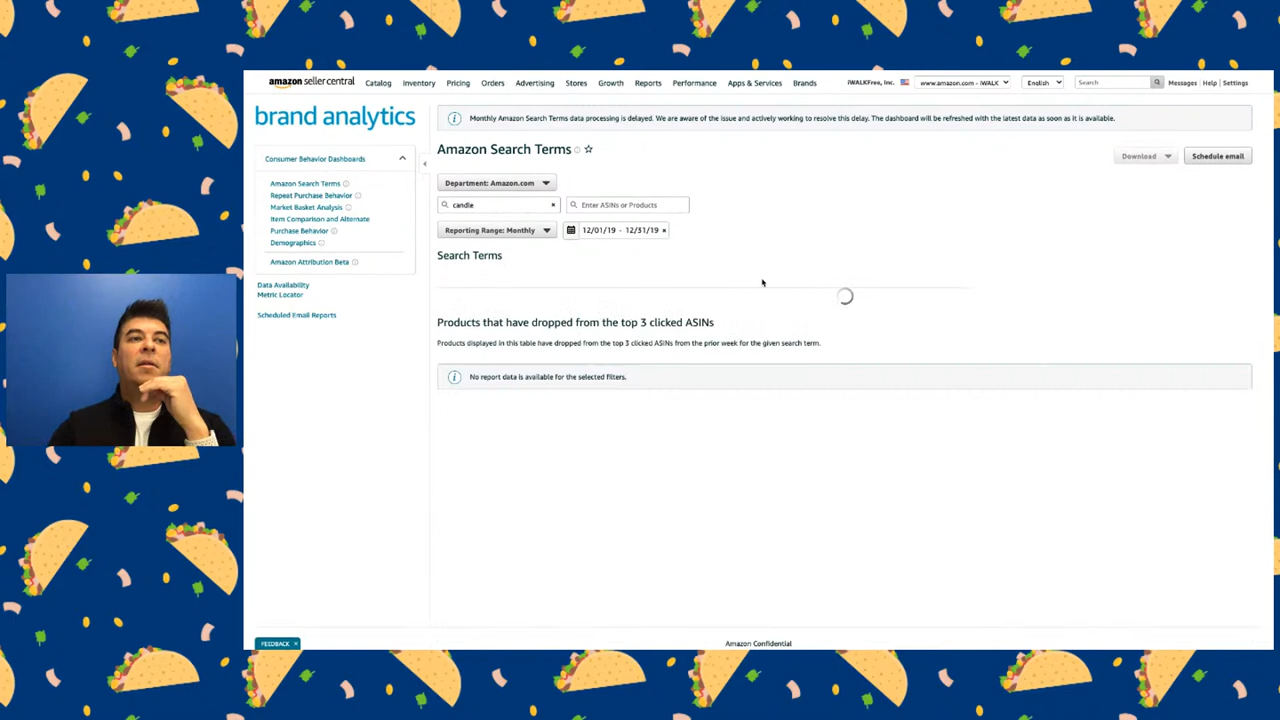 amazon seller central Catalog Inventory Pricing Orders Advertising Stores Growth Reports Performance Apps & Services Brands iWALKFree, Inc. www.amazon.com - iWALK English Search Messages Help Settings
brand analytics
Monthly Amazon Search Terms data processing is delayed. We are aware of the issue and actively working to resolve this delay. The dashboard will be refreshed with the latest data as soon as it is available.
Amazon Search Terms
Download Schedule email
Consumer Behavior Dashboards
Amazon Search Terms
Repeat Purchase Behavior
Market Basket Analysis
Item Comparison and Alternate
Purchase Behavior
Demographics
Amazon Attribution Beta
Data Availability
Metric Locator
Scheduled Email Reports
Department: Amazon.com
candle × Enter ASINs or Products
Reporting Range: Monthly 12/01/19 - 12/31/19 ×
Search Terms
Products that have dropped from the top 3 clicked ASINs
Products displayed in this table have dropped from the top 3 clicked ASINs from the prior week for the given search term.
No report data is available for the selected filters.
FEEDBACK ×
Amazon Confidential